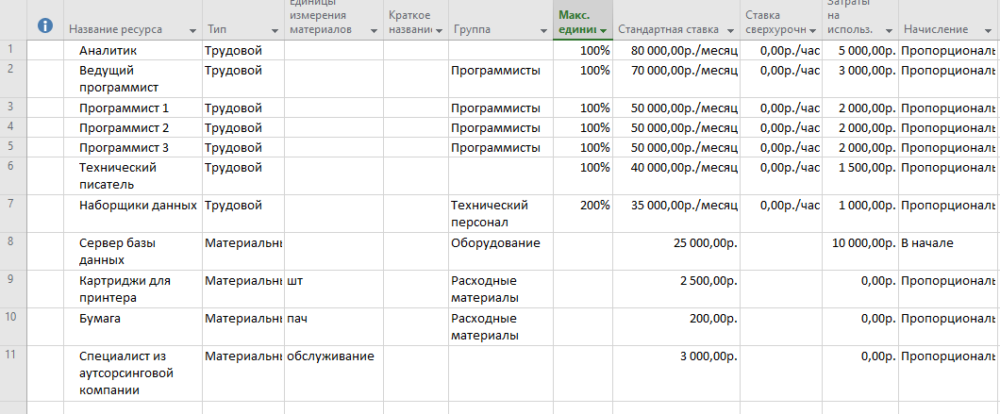 Название ресурса Тип Единицы измерения материалов Краткое названи Группа Макс. едини Стандартная ставка Ставка сверхурочн Затраты на использ. Начисление
1 Аналитик Трудовой 100% 80 000,00р./месяц 0,00р./час 5 000,00р. Пропорциональ
2 Ведущий программист Трудовой Программисты 100% 70 000,00р./месяц 0,00р./час 3 000,00р. Пропорциональ
3 Программист 1 Трудовой Программисты 100% 50 000,00р./месяц 0,00р./час 2 000,00р. Пропорциональ
4 Программист 2 Трудовой Программисты 100% 50 000,00р./месяц 0,00р./час 2 000,00р. Пропорциональ
5 Программист 3 Трудовой Программисты 100% 50 000,00р./месяц 0,00р./час 2 000,00р. Пропорциональ
6 Технический писатель Трудовой 100% 40 000,00р./месяц 0,00р./час 1 500,00р. Пропорциональ
7 Наборщики данных Трудовой Технический персонал 200% 35 000,00р./месяц 0,00р./час 1 000,00р. Пропорциональ
8 Сервер базы данных Материальнь Оборудование 25 000,00р. 10 000,00р. В начале
9 Картриджи для принтера Материальнь шт Расходные материалы 2 500,00р. 0,00р. Пропорциональ
10 Бумага Материальнь пач Расходные материалы 200,00р. 0,00р. Пропорциональ
11 Специалист из аутсорсинговой компании Материальнь обслуживание 3 000,00р. 0,00р. Пропорциональ